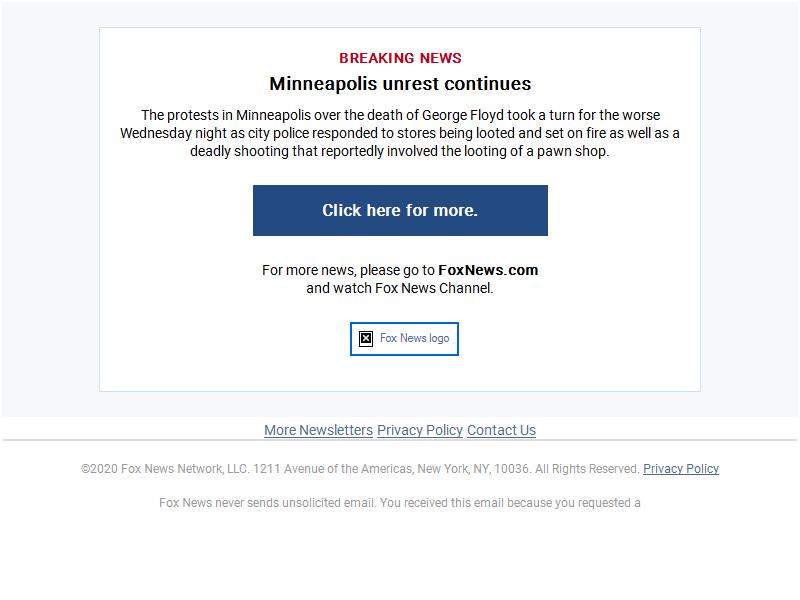 BREAKING NEWS
Minneapolis unrest continues
The protests in Minneapolis over the death of George Floyd took a turn for the worse
Wednesday night as city police responded to stores being looted and set on fire as well as a
deadly shooting that reportedly involved the looting of a pawn shop.
Click here for more.
For more news, please go to FoxNews.com
and watch Fox News Channel.
Fox News logo
More Newsletters Privacy Policy Contact Us
©2020 Fox News Network, LLC. 1211 Avenue of the Americas, New York, NY, 10036. All Rights Reserved. Privacy Policy
Fox News never sends unsolicited email. You received this email because you requested a